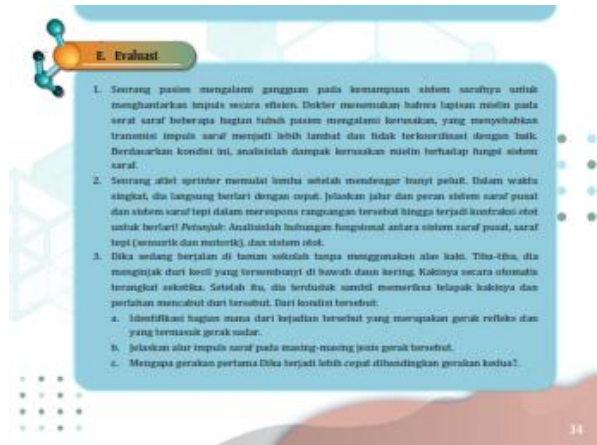 E. Evaluasi
1. Seorang pasien mengalami gangguan pada kemampuan sistem sarafnya untuk
menghantarkan impuls secara efisien. Dokter menemukan bahwa lapisan mielin pada
serat saraf beberapa bagian tubuh pasien mengalami kerusakan, yang menyebabkan
transmisi impuls saraf menjadi lebih lambat dan tidak terkoordinasi dengan baik.
Berdasarkan kondisi ini, analisislah dampak kerusakan mielin terhadap fungsi sistem
saraf.
2. Seorang atlet sprinter memulai lomba setelah mendengar bunyi peluit. Dalam waktu
singkat, dia langsung berlari dengan cepat. Jelaskan jalur dan peran sistem saraf pusat
dan sistem saraf tepi dalam merespons rangsangan tersebut hingga terjadi kontraksi otot
untuk berlari! Petunjuk: Analisislah hubungan fungsional antara sistem saraf pusat, saraf
tepi (sensorik dan motorik), dan sistem otot.
3. Dika sedang berjalan di taman sekolah tanpa menggunakan alas kaki. Tiba-tiba, dia
menginjak duri kecil yang tersembunyi di bawah daun kering. Kakinya secara otomatis
terangkat seketika. Setelah itu, dia terduduk sambil memeriksa telapak kakinya dan
perlahan mencabut duri tersebut. Dari kondisi tersebut:
a. Identifikasi bagian mana dari kejadian tersebut yang merupakan gerak refleks dan
yang termasuk gerak sadar.
b. Jelaskan alur impuls saraf pada masing-masing jenis gerak tersebut.
c. Mengapa gerakan pertama Dika terjadi lebih cepat dibandingkan gerakan kedua?
34